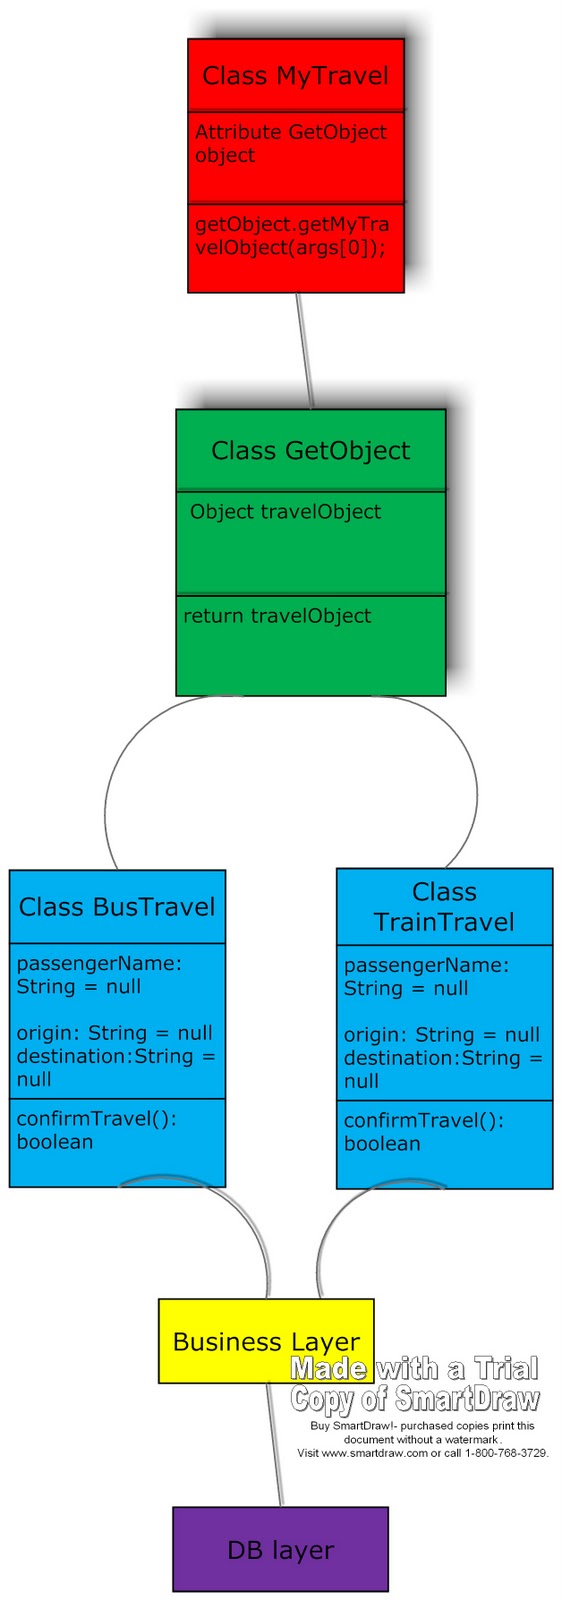 Class MyTravel
Attribute GetObject
object
getObject.getMyTra
velObject(args[0]);
Class GetObject
Object travelObject
return travelObject
Class BusTravel
passengerName:
String = null
origin: String = null
destination:String =
null
confirmTravel():
boolean
Class
TrainTravel
passengerName:
String = null
origin: String = null
destination:String =
null
confirmTravel():
boolean
Business Layer
Made with a Trial
Copy of SmartDraw
Buy SmartDraw!- purchased copies print this
document without a watermark.
Visit www.smartdraw.com or call 1-800-768-3729.
DB layer